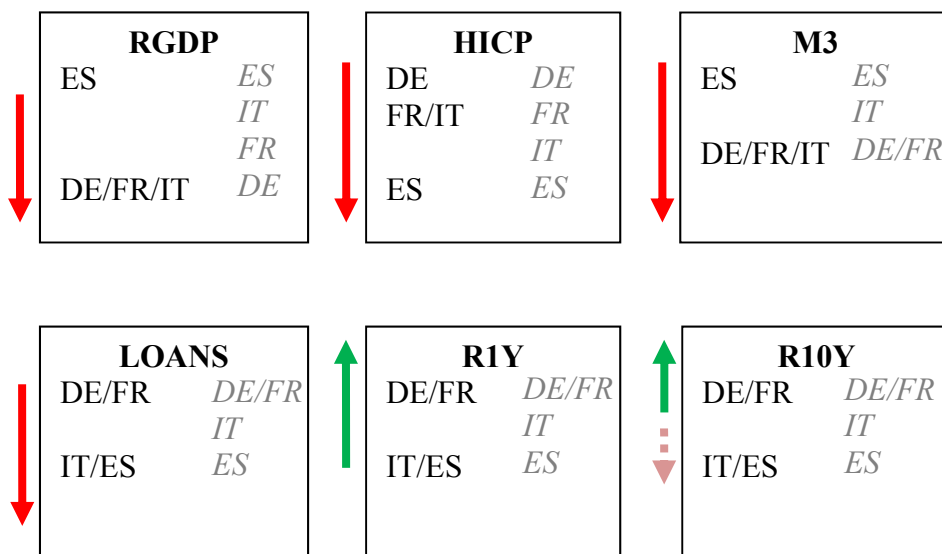 RGDP
ES ES
IT
FR
DE/FR/IT DE
HICP
DE DE
FR/IT FR
IT
ES ES
M3
ES ES
IT
DE/FR/IT DE/FR
LOANS
DE/FR DE/FR
IT
IT/ES ES
R1Y
DE/FR DE/FR
IT
IT/ES ES
R10Y
DE/FR DE/FR
IT
IT/ES ES